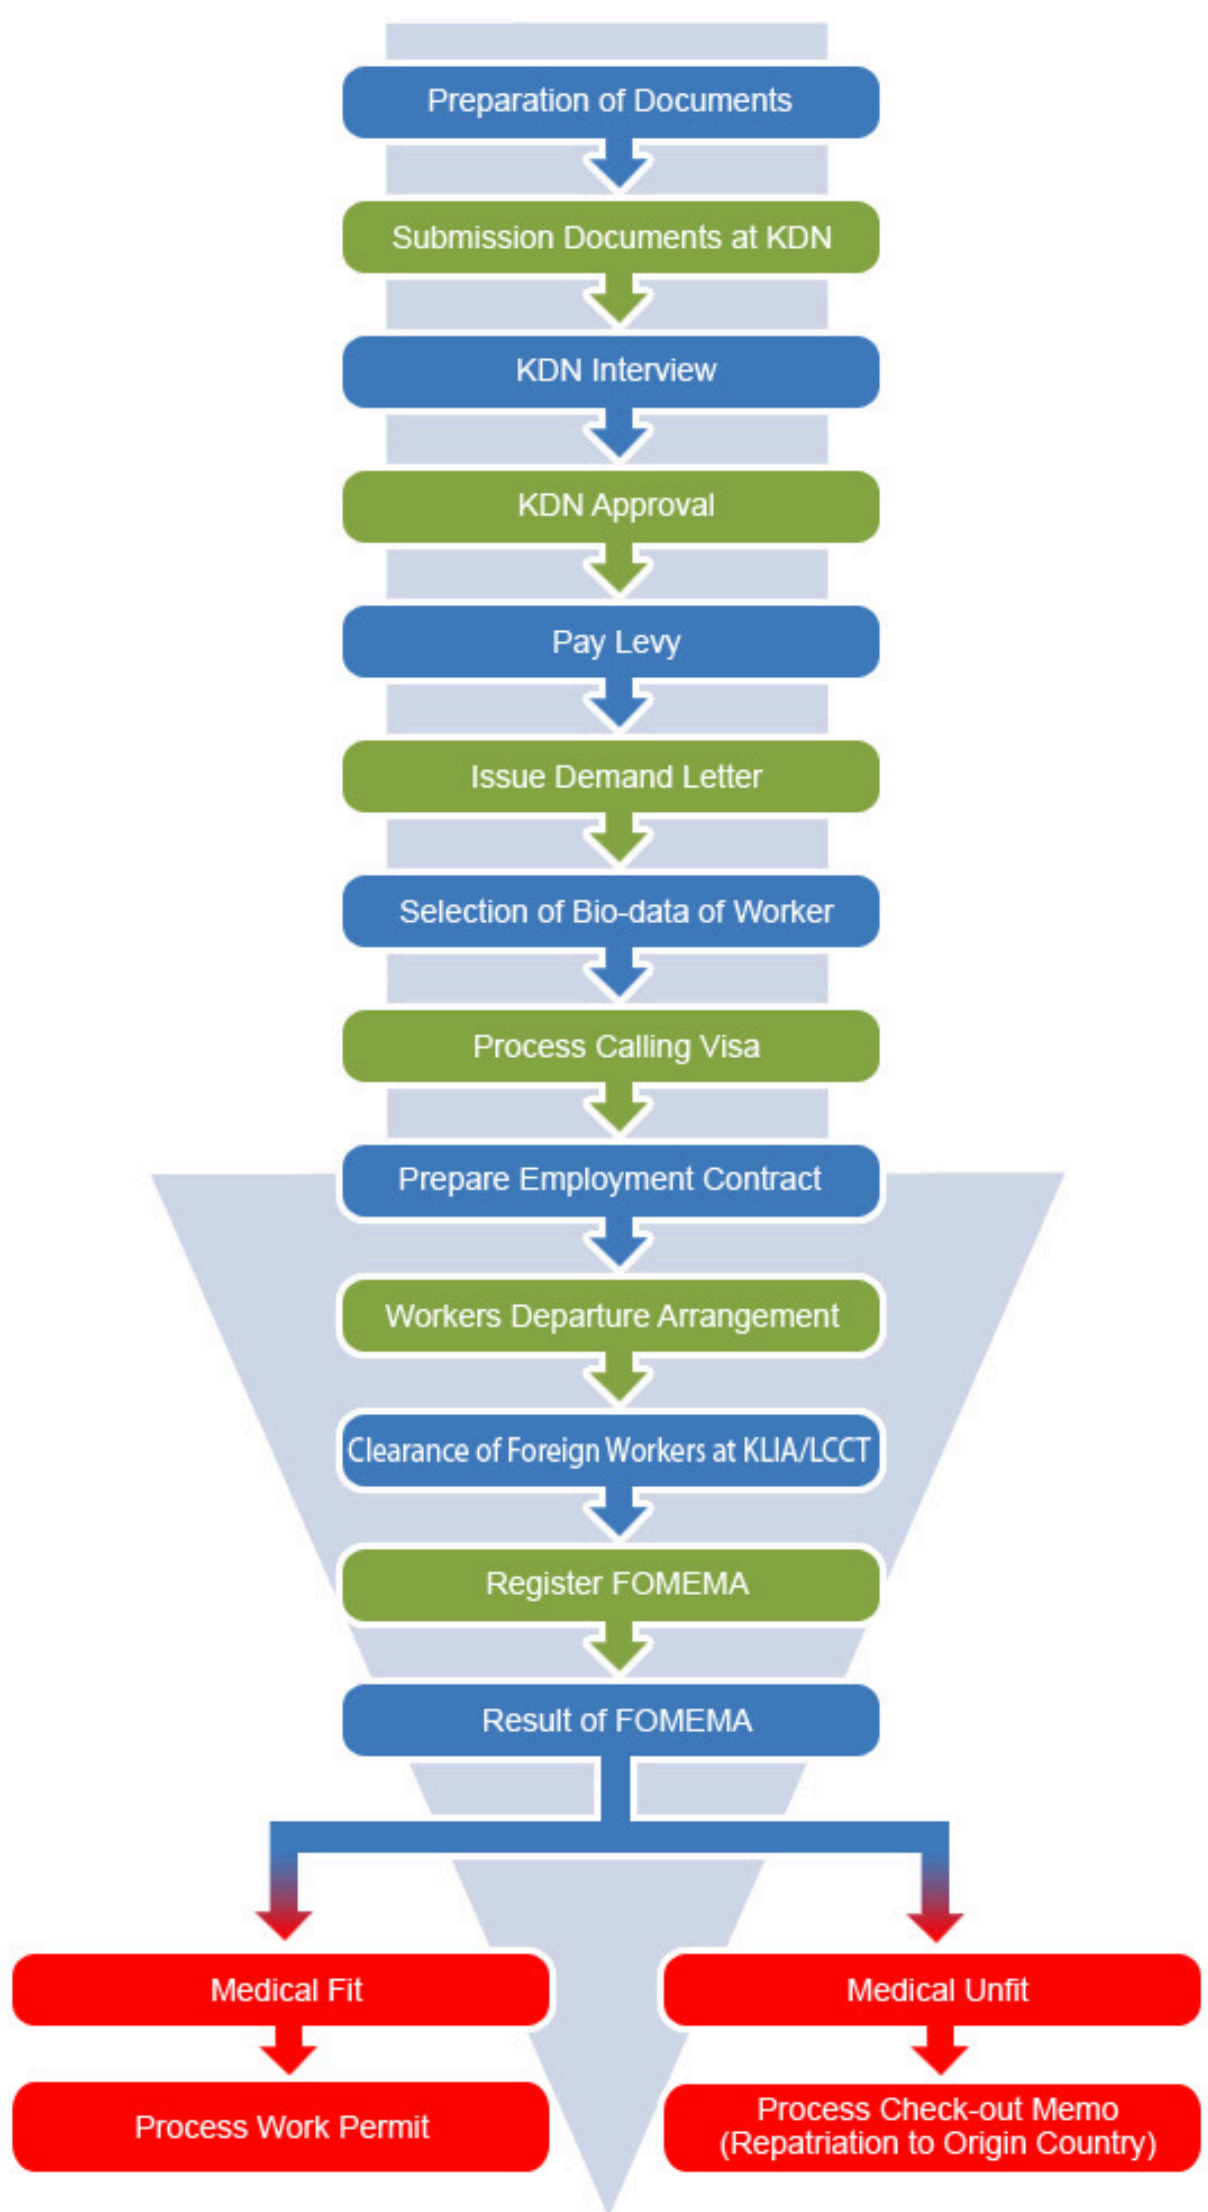 Preparation of Documents
Submission Documents at KDN
KDN Interview
KDN Approval
Pay Levy
Issue Demand Letter
Selection of Bio-data of Worker
Process Calling Visa
Prepare Employment Contract
Workers Departure Arrangement
Clearance of Foreign Workers at KLIA/LCCT
Register FOMEMA
Result of FOMEMA
Medical Fit
Medical Unfit
Process Work Permit
Process Check-out Memo
(Repatriation to Origin Country)